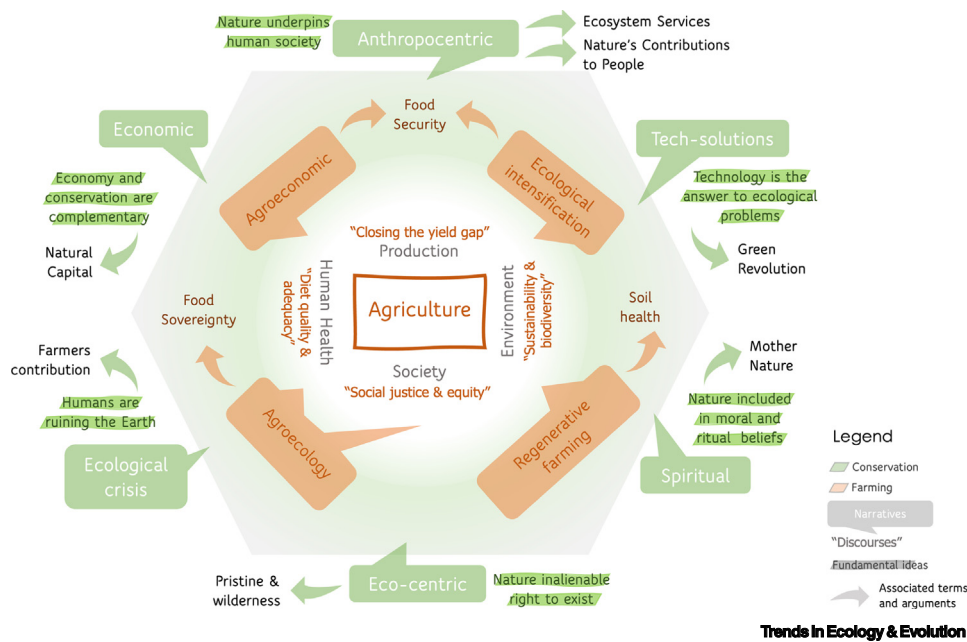 Nature underpins
human society
Anthropocentric
Ecosystem Services
Nature's Contributions
to People
Economic
Food
Security
Tech-solutions
Agroeconomic
Ecological
intensification
Economy and
conservation are
complementary
Technology is the
answer to ecological
problems
Natural
Capital
Green
Revolution
"Closing the yield gap"
Production
Human Health
"Diet quality &
adequacy"
Agriculture
Environment
"Sustainability &
biodiversity"
Society
"Social justice & equity"
Food
Sovereignty
Soil
health
Farmers
contribution
Mother
Nature
Humans are
ruining the Earth
Nature included
in moral and
ritual beliefs
Agroecology
Regenerative
farming
Ecological
crisis
Spiritual
Pristine &
wilderness
Eco-centric
Nature inalienable
right to exist
Legend
Conservation
Farming
Narratives
"Discourses"
Fundamental ideas
Associated terms
and arguments
Trends in Ecology & Evolution